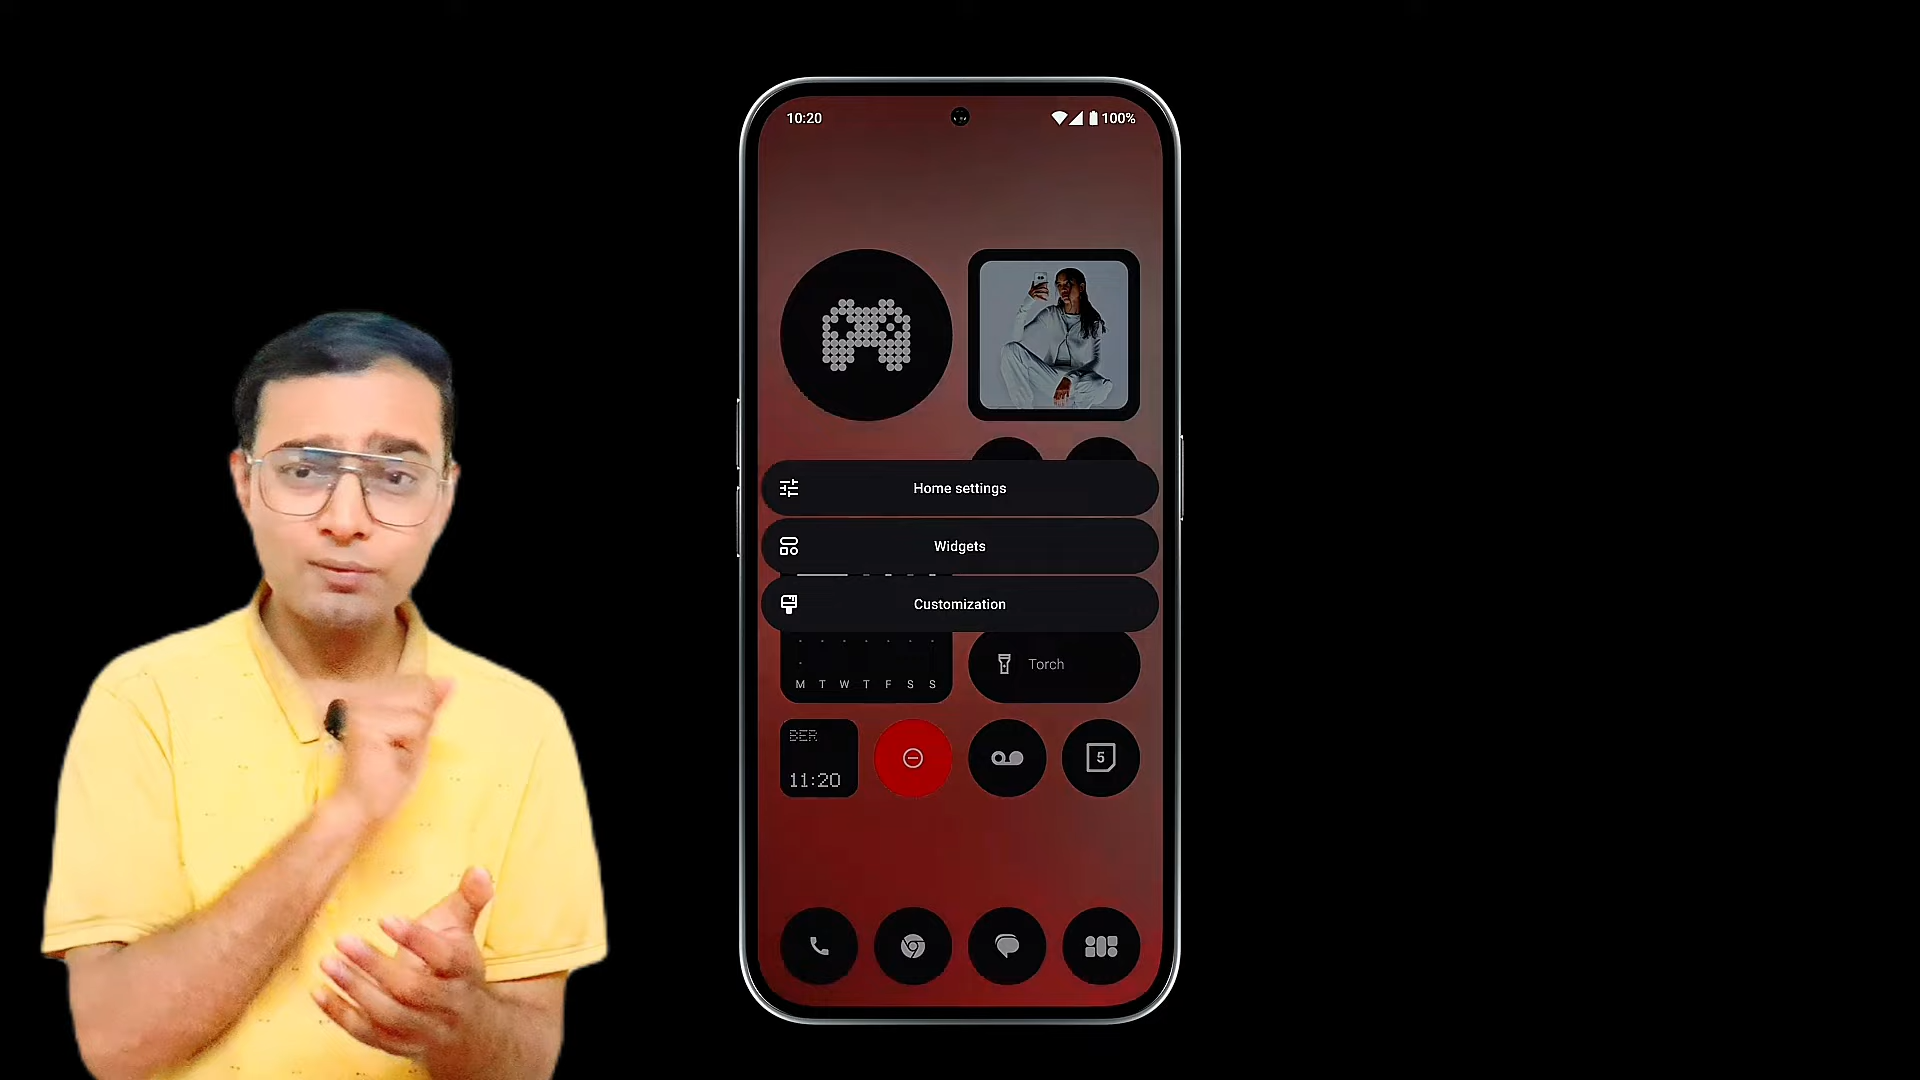 10:20
100%
Home settings
Widgets
Customization
M T W T F S S
Torch
BER
11:20
5